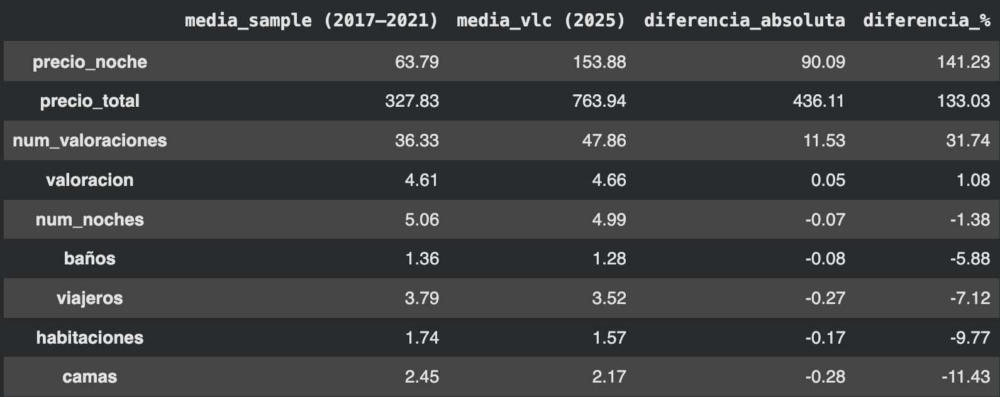 media_sample (2017–2021) media_vlc (2025) diferencia_absoluta diferencia_%
precio_noche 63.79 153.88 90.09 141.23
precio_total 327.83 763.94 436.11 133.03
num_valoraciones 36.33 47.86 11.53 31.74
valoracion 4.61 4.66 0.05 1.08
num_noches 5.06 4.99 -0.07 -1.38
baños 1.36 1.28 -0.08 -5.88
viajeros 3.79 3.52 -0.27 -7.12
habitaciones 1.74 1.57 -0.17 -9.77
camas 2.45 2.17 -0.28 -11.43